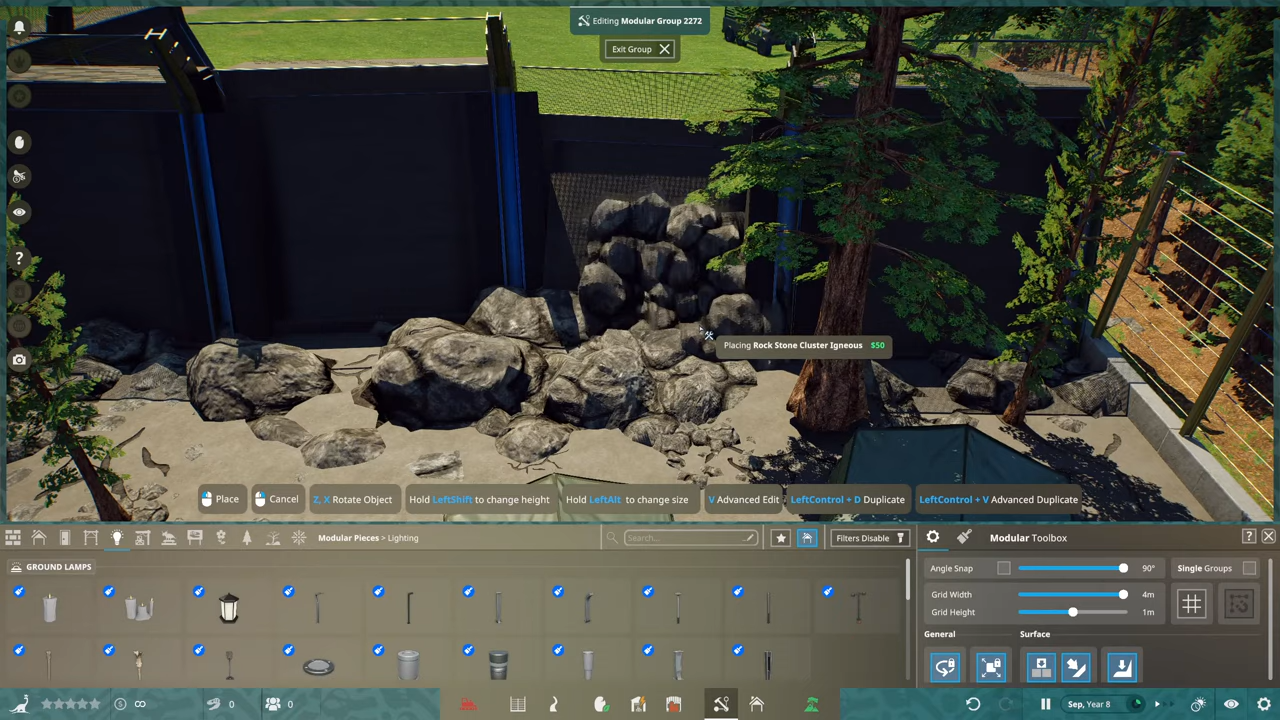 Editing Modular Group 2272
Exit Group
Placing Rock Stone Cluster Igneous $50
Place
Cancel
Z, X Rotate Object
Hold LeftShift to change height
Hold LeftAlt to change size
V Advanced Edit
LeftControl + D Duplicate
LeftControl + V Advanced Duplicate
Modular Pieces > Lighting
Search...
Filters Disable
Modular Toolbox
?
GROUND LAMPS
Angle Snap 90° Single Groups
Grid Width 4m
Grid Height 1m
General Surface
∞ 0 0
Sep, Year 8
?